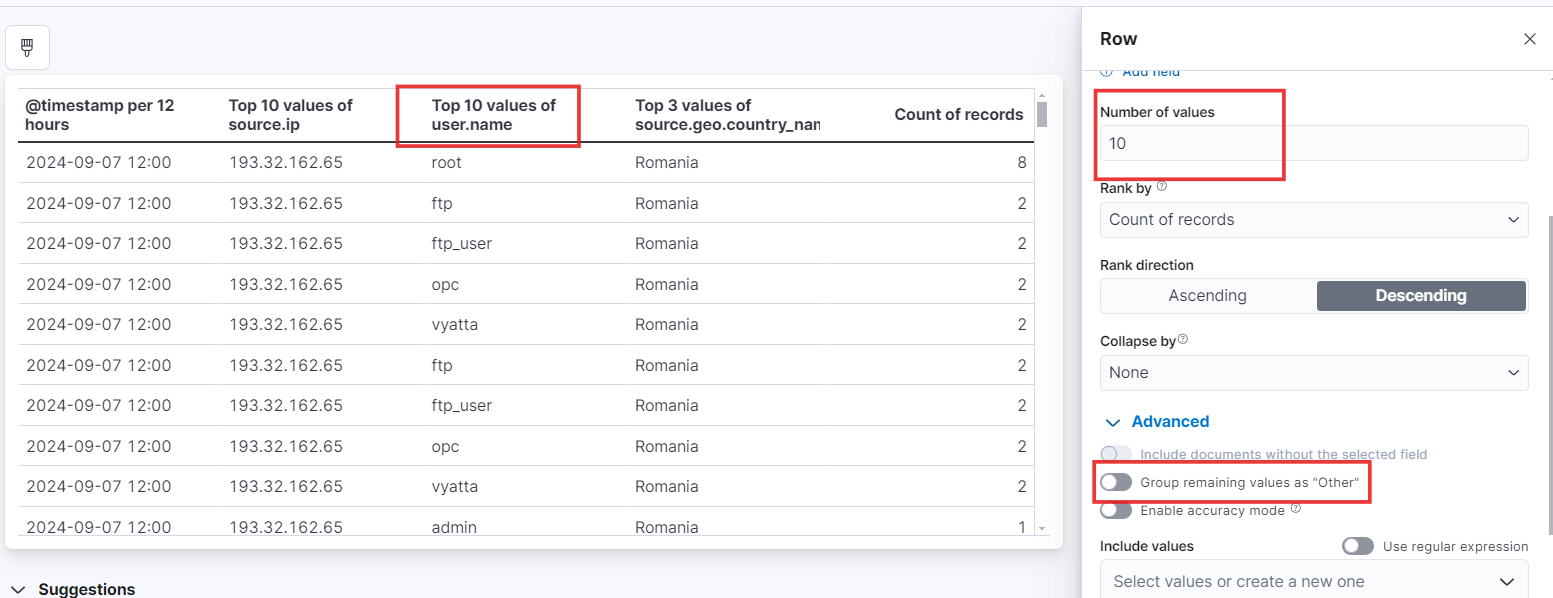 @timestamp per 12 hours	Top 10 values of source.ip	Top 10 values of user.name	Top 3 values of source.geo.country_nan	Count of records
2024-09-07 12:00	193.32.162.65	root	Romania	8
2024-09-07 12:00	193.32.162.65	ftp	Romania	2
2024-09-07 12:00	193.32.162.65	ftp_user	Romania	2
2024-09-07 12:00	193.32.162.65	opc	Romania	2
2024-09-07 12:00	193.32.162.65	vyatta	Romania	2
2024-09-07 12:00	193.32.162.65	ftp	Romania	2
2024-09-07 12:00	193.32.162.65	ftp_user	Romania	2
2024-09-07 12:00	193.32.162.65	opc	Romania	2
2024-09-07 12:00	193.32.162.65	vyatta	Romania	2
2024-09-07 12:00	193.32.162.65	admin	Romania	1
Suggestions
Row
Add field
Number of values
10
Rank by
Count of records
Rank direction
Ascending	Descending
Collapse by
None
Advanced
Include documents without the selected field
Group remaining values as "Other"
Enable accuracy mode
Include values	Use regular expression
Select values or create a new one